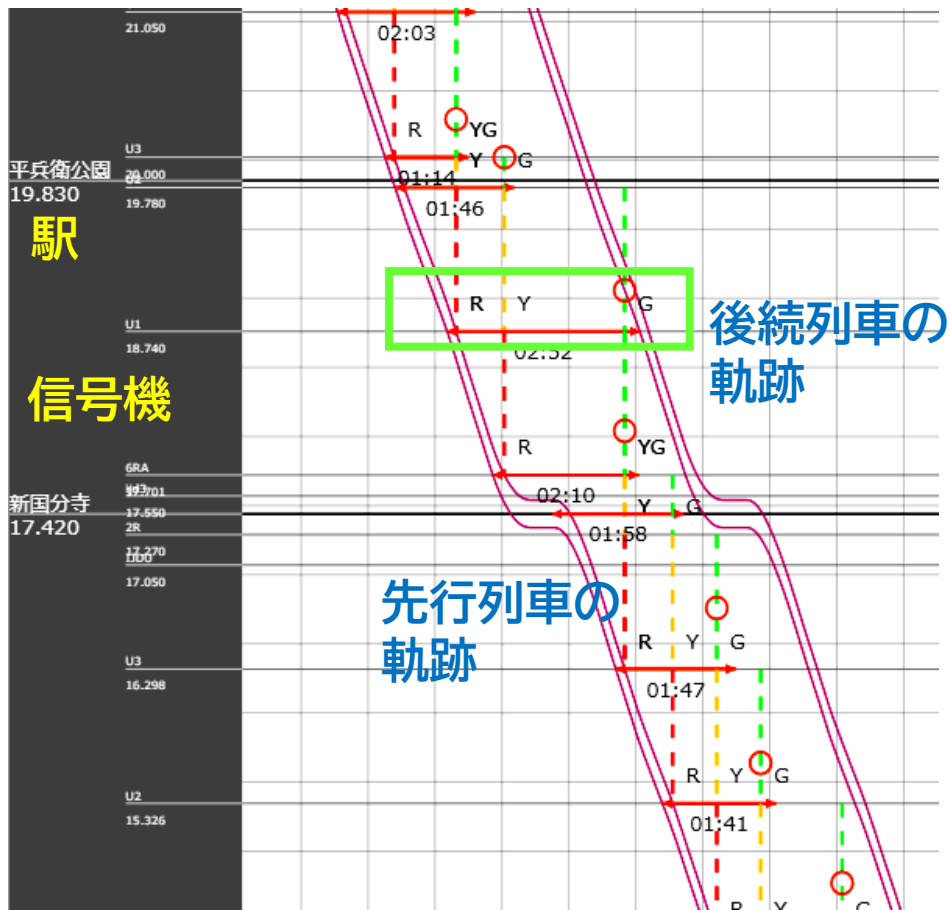 21.050
02:03
R YG
U3
Y G
平兵衛公園
20.000
01:14
19.830
19.780
01:46
駅
R Y G
U1
後続列車の
軌跡
18.740
02:52
信号機
R YG
6RA
02:10
新国分寺
17.550
Y G
17.420
2R
01:58
17.270
17.050
先行列車の
軌跡
R Y G
U3
16.298
01:47
R Y G
U2
15.326
01:41
R Y G